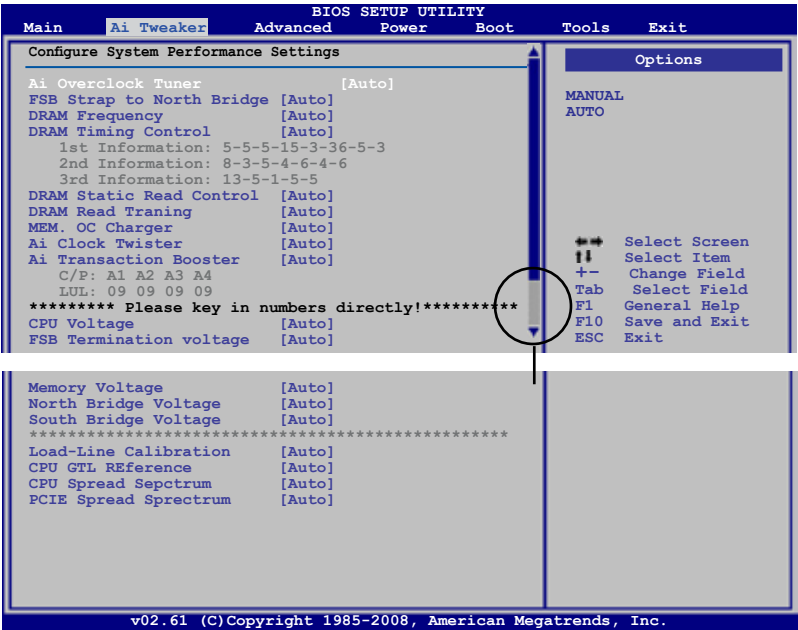 BIOS SETUP UTILITY
Main Ai Tweaker Advanced Power Boot Tools Exit
Configure System Performance Settings
Ai Overclock Tuner [Auto]
FSB Strap to North Bridge [Auto]
DRAM Frequency [Auto]
DRAM Timing Control [Auto]
1st Information: 5-5-5-15-3-36-5-3
2nd Information: 8-3-5-4-6-4-6
3rd Information: 13-5-1-5-5
DRAM Static Read Control [Auto]
DRAM Read Traning [Auto]
MEM. OC Charger [Auto]
Ai Clock Twister [Auto]
Ai Transaction Booster [Auto]
C/P: A1 A2 A3 A4
LUL: 09 09 09 09
********* Please key in numbers directly!**********
CPU Voltage [Auto]
FSB Termination voltage [Auto]
Memory Voltage [Auto]
North Bridge Voltage [Auto]
South Bridge Voltage [Auto]
**************************************************
Load-Line Calibration [Auto]
CPU GTL REference [Auto]
CPU Spread Sepctrum [Auto]
PCIE Spread Sprectrum [Auto]
Options
MANUAL
AUTO
Select Screen
Select Item
+- Change Field
Tab Select Field
F1 General Help
F10 Save and Exit
ESC Exit
v02.61 (C)Copyright 1985-2008, American Megatrends, Inc.